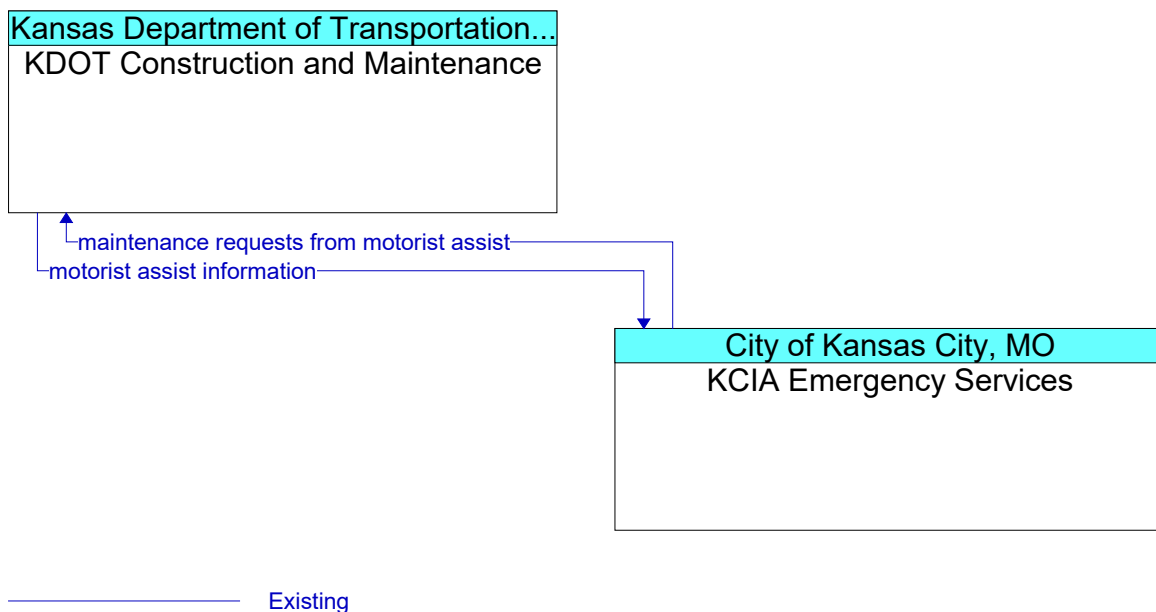 Kansas Department of Transportation...
KDOT Construction and Maintenance
maintenance requests from motorist assist
motorist assist information
City of Kansas City, MO
KCIA Emergency Services
Existing